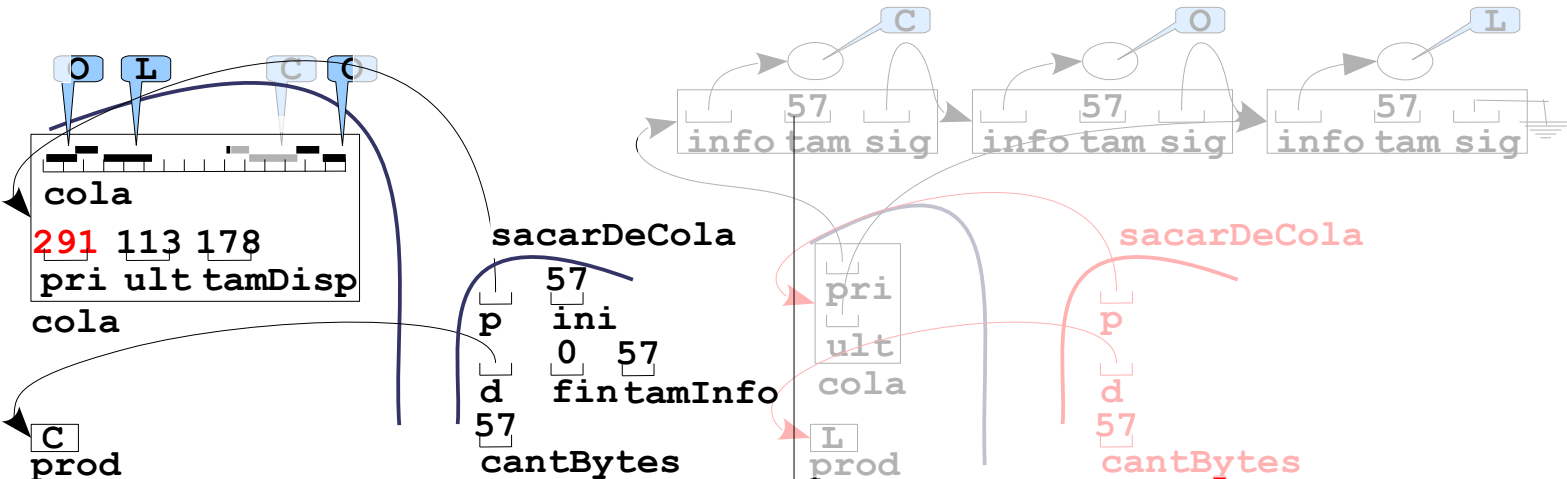 C O L
O L C O
57 57 57
info tam sig info tam sig info tam sig
cola
291 113 178
pri ult tamDisp
cola
sacarDeCola
57
p ini
0 57
d fin tamInfo
57
cantBytes
C
prod
pri
ult
cola
L
prod
sacarDeCola
p
d
57
cantBytes